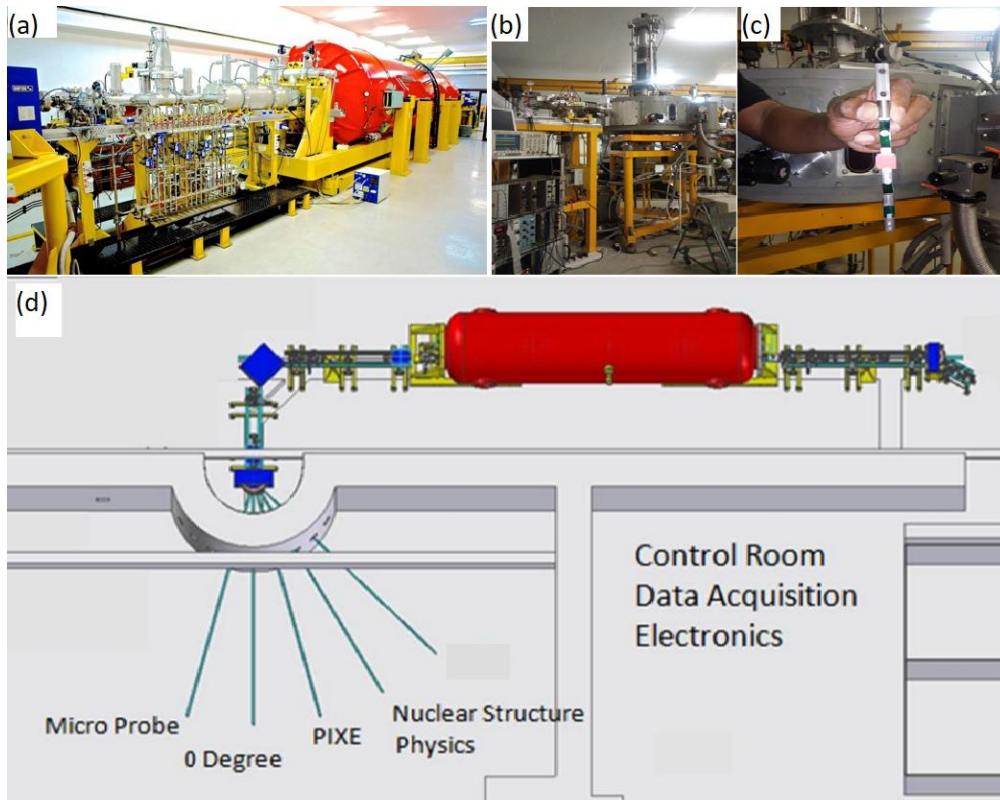 (a)
(b)
(c)
(d)
Control Room
Data Acquisition
Electronics
Micro Probe
0 Degree
PIXE
Nuclear Structure
Physics